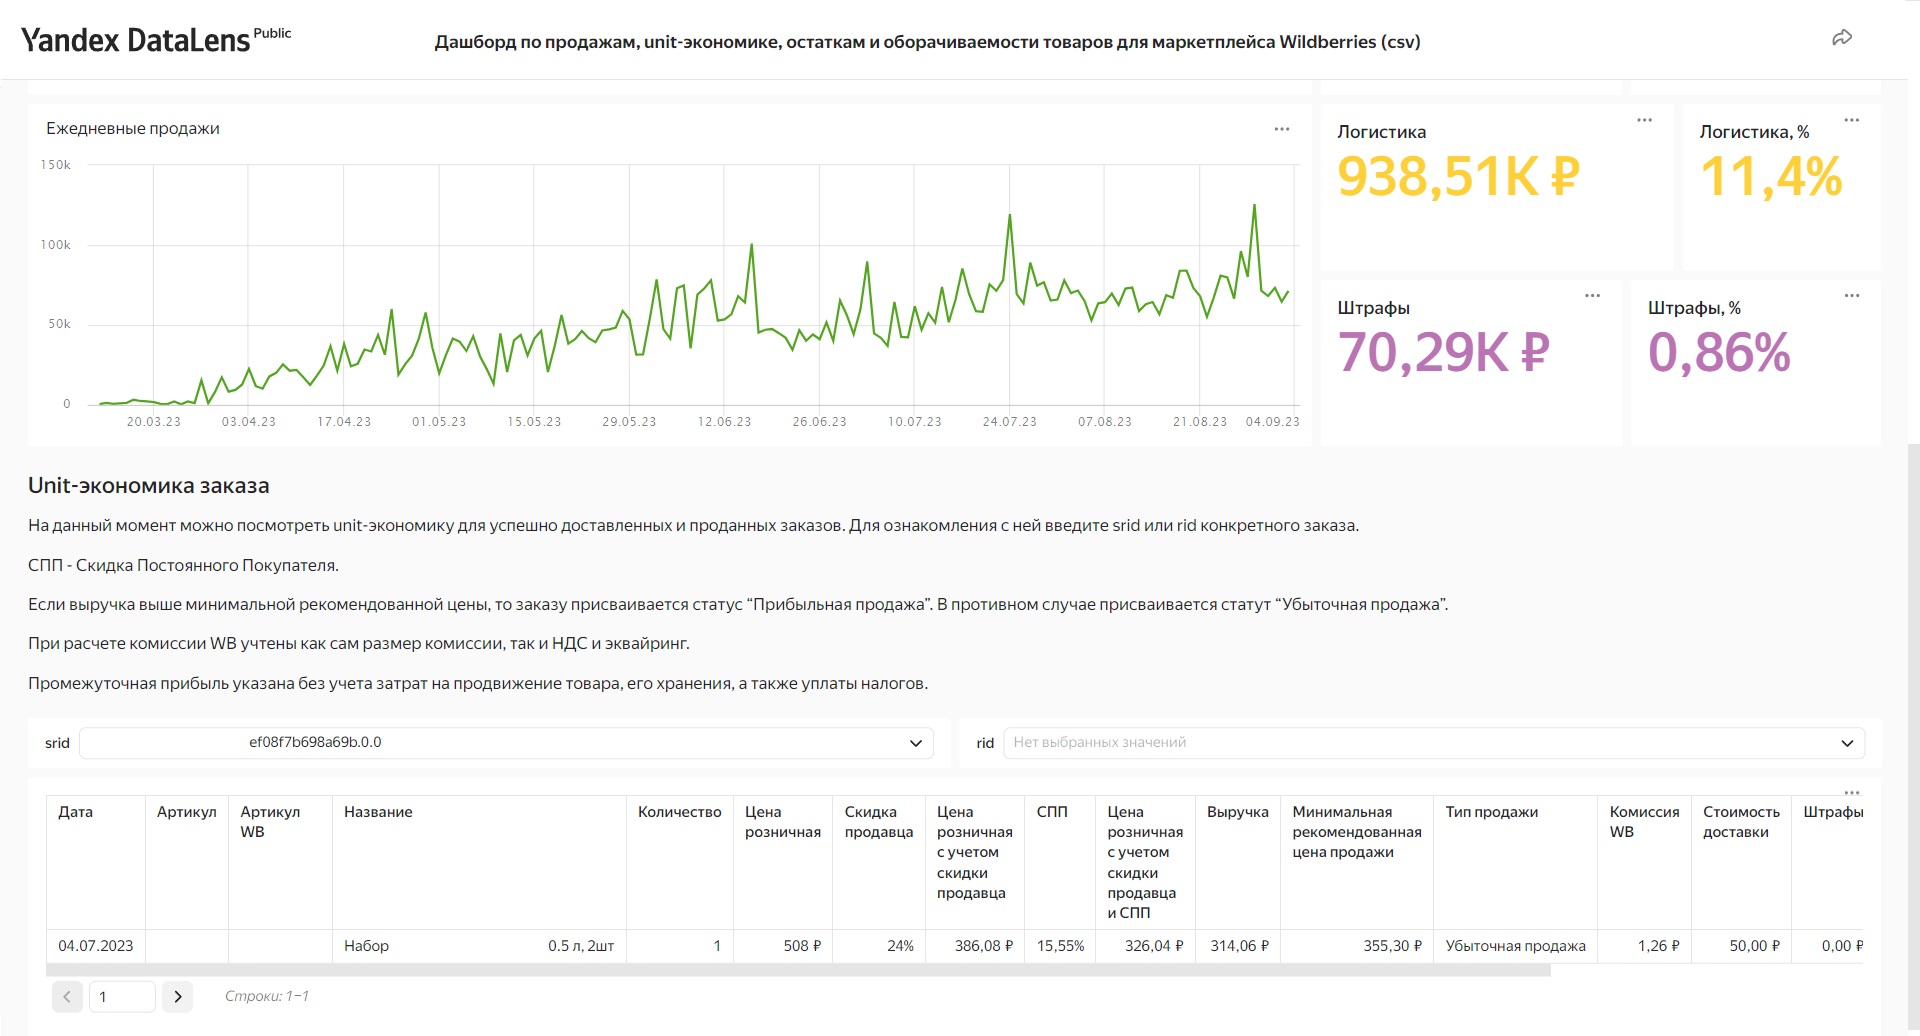 Yandex DataLens Public
Дашборд по продажам, unit-экономике, остаткам и оборачиваемости товаров для маркетплейса Wildberries (csv)
Ежедневные продажи
150k
100k
50k
0
20.03.23 03.04.23 17.04.23 01.05.23 15.05.23 29.05.23 12.06.23 26.06.23 10.07.23 24.07.23 07.08.23 21.08.23 04.09.23
Логистика
938,51K ₽
Логистика, %
11,4%
Штрафы
70,29K ₽
Штрафы, %
0,86%
Unit-экономика заказа
На данный момент можно посмотреть unit-экономику для успешно доставленных и проданных заказов. Для ознакомления с ней введите srid или rid конкретного заказа.
СПП - Скидка Постоянного Покупателя.
Если выручка выше минимальной рекомендованной цены, то заказу присваивается статус “Прибыльная продажа”. В противном случае присваивается статут “Убыточная продажа”.
При расчете комиссии WB учтены как сам размер комиссии, так и НДС и эквайринг.
Промежуточная прибыль указана без учета затрат на продвижение товара, его хранения, а также уплаты налогов.
srid ef08f7b698a69b.0.0
rid Нет выбранных значений
Дата
Артикул
Артикул
WB
Название
Количество
Цена
розничная
Скидка
продавца
Цена
розничная
с учетом
скидки
продавца
СПП
Цена
розничная
с учетом
скидки
продавца
и СПП
Выручка
Минимальная
рекомендованная
цена продажи
Тип продажи
Комиссия
WB
Стоимость
доставки
Штрафы
04.07.2023 Набор 0.5 л, 2шт 1 508 ₽ 24% 386,08 ₽ 15,55% 326,04 ₽ 314,06 ₽ 355,30 ₽ Убыточная продажа 1,26 ₽ 50,00 ₽ 0,00 ₽
1
Строки: 1–1